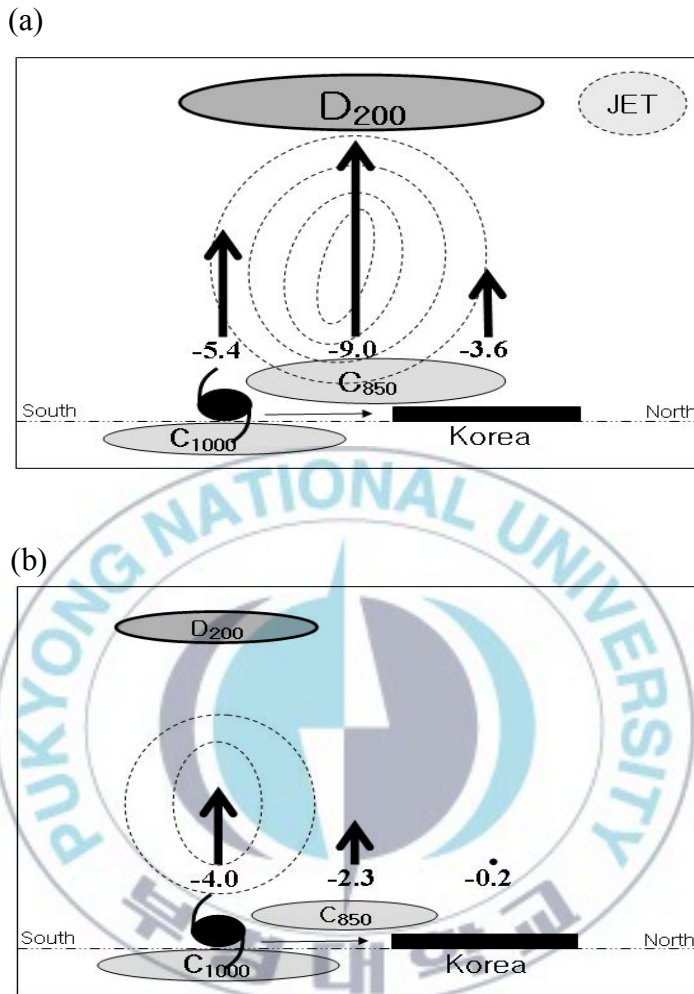 (a)
D200
JET
-5.4
-9.0
-3.6
C850
South
North
C1000
Korea
(b)
PUKYONG NATIONAL UNIVERSITY
D200
-4.0
-2.3
-0.2
C850
South
North
C1000
Korea